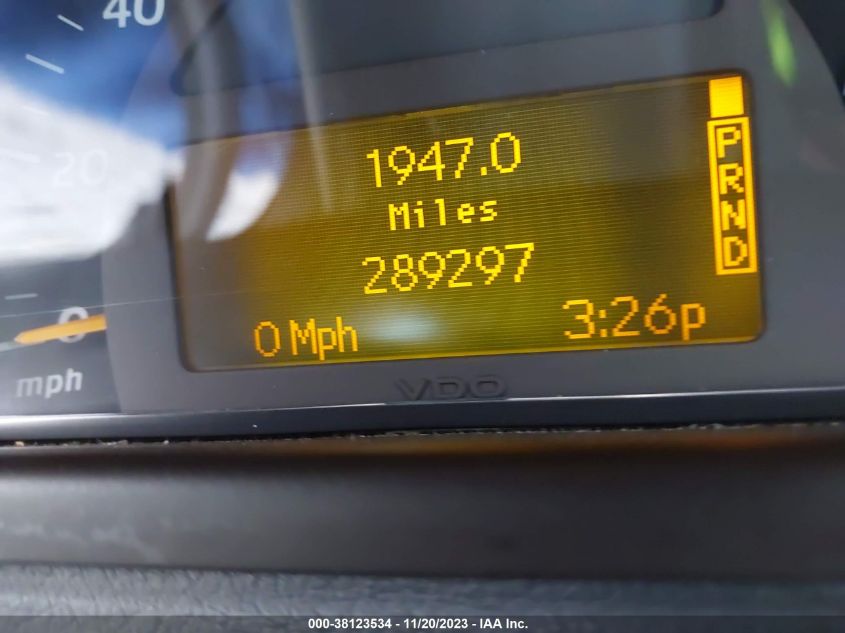 40
20
1947.0
Miles
289297
0 Mph
3:26p
P
R
N
D
0
mph
VDO
000-38123534 - 11/20/2023 - IAA Inc.